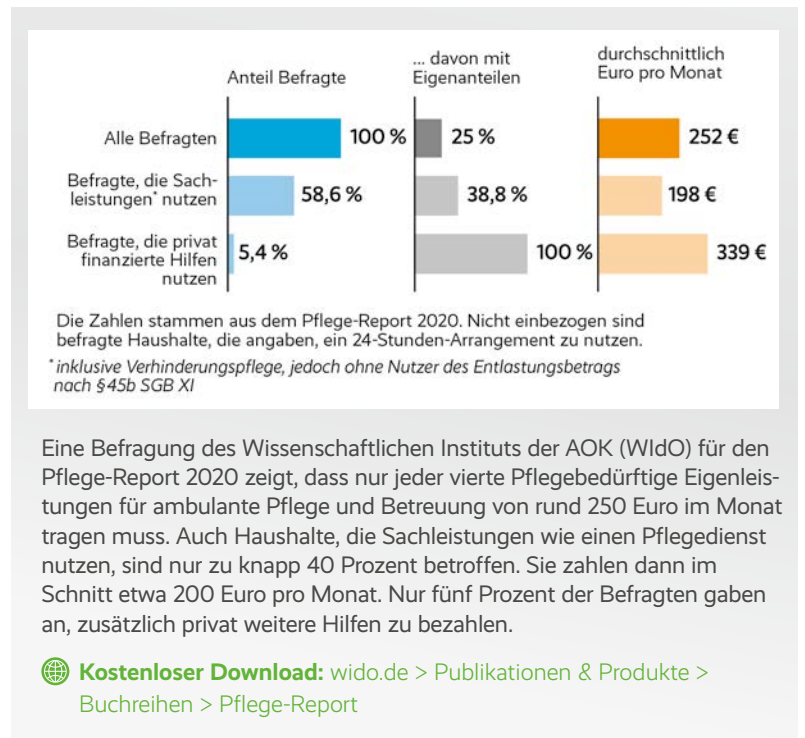 Anteil Befragte
... davon mit
Eigenanteilen
durchschnittlich
Euro pro Monat
Alle Befragten 100 % 25 % 252 €
Befragte, die Sach-
leistungen* nutzen 58,6 % 38,8 % 198 €
Befragte, die privat
finanzierte Hilfen
nutzen 5,4 % 100 % 339 €
Die Zahlen stammen aus dem Pflege-Report 2020. Nicht einbezogen sind
befragte Haushalte, die angaben, ein 24-Stunden-Arrangement zu nutzen.
* inklusive Verhinderungspflege, jedoch ohne Nutzer des Entlastungsbetrags
nach §45b SGB XI
Eine Befragung des Wissenschaftlichen Instituts der AOK (WIdO) für den
Pflege-Report 2020 zeigt, dass nur jeder vierte Pflegebedürftige Eigenleis-
tungen für ambulante Pflege und Betreuung von rund 250 Euro im Monat
tragen muss. Auch Haushalte, die Sachleistungen wie einen Pflegedienst
nutzen, sind nur zu knapp 40 Prozent betroffen. Sie zahlen dann im
Schnitt etwa 200 Euro pro Monat. Nur fünf Prozent der Befragten gaben
an, zusätzlich privat weitere Hilfen zu bezahlen.
Kostenloser Download: wido.de > Publikationen & Produkte >
Buchreihen > Pflege-Report